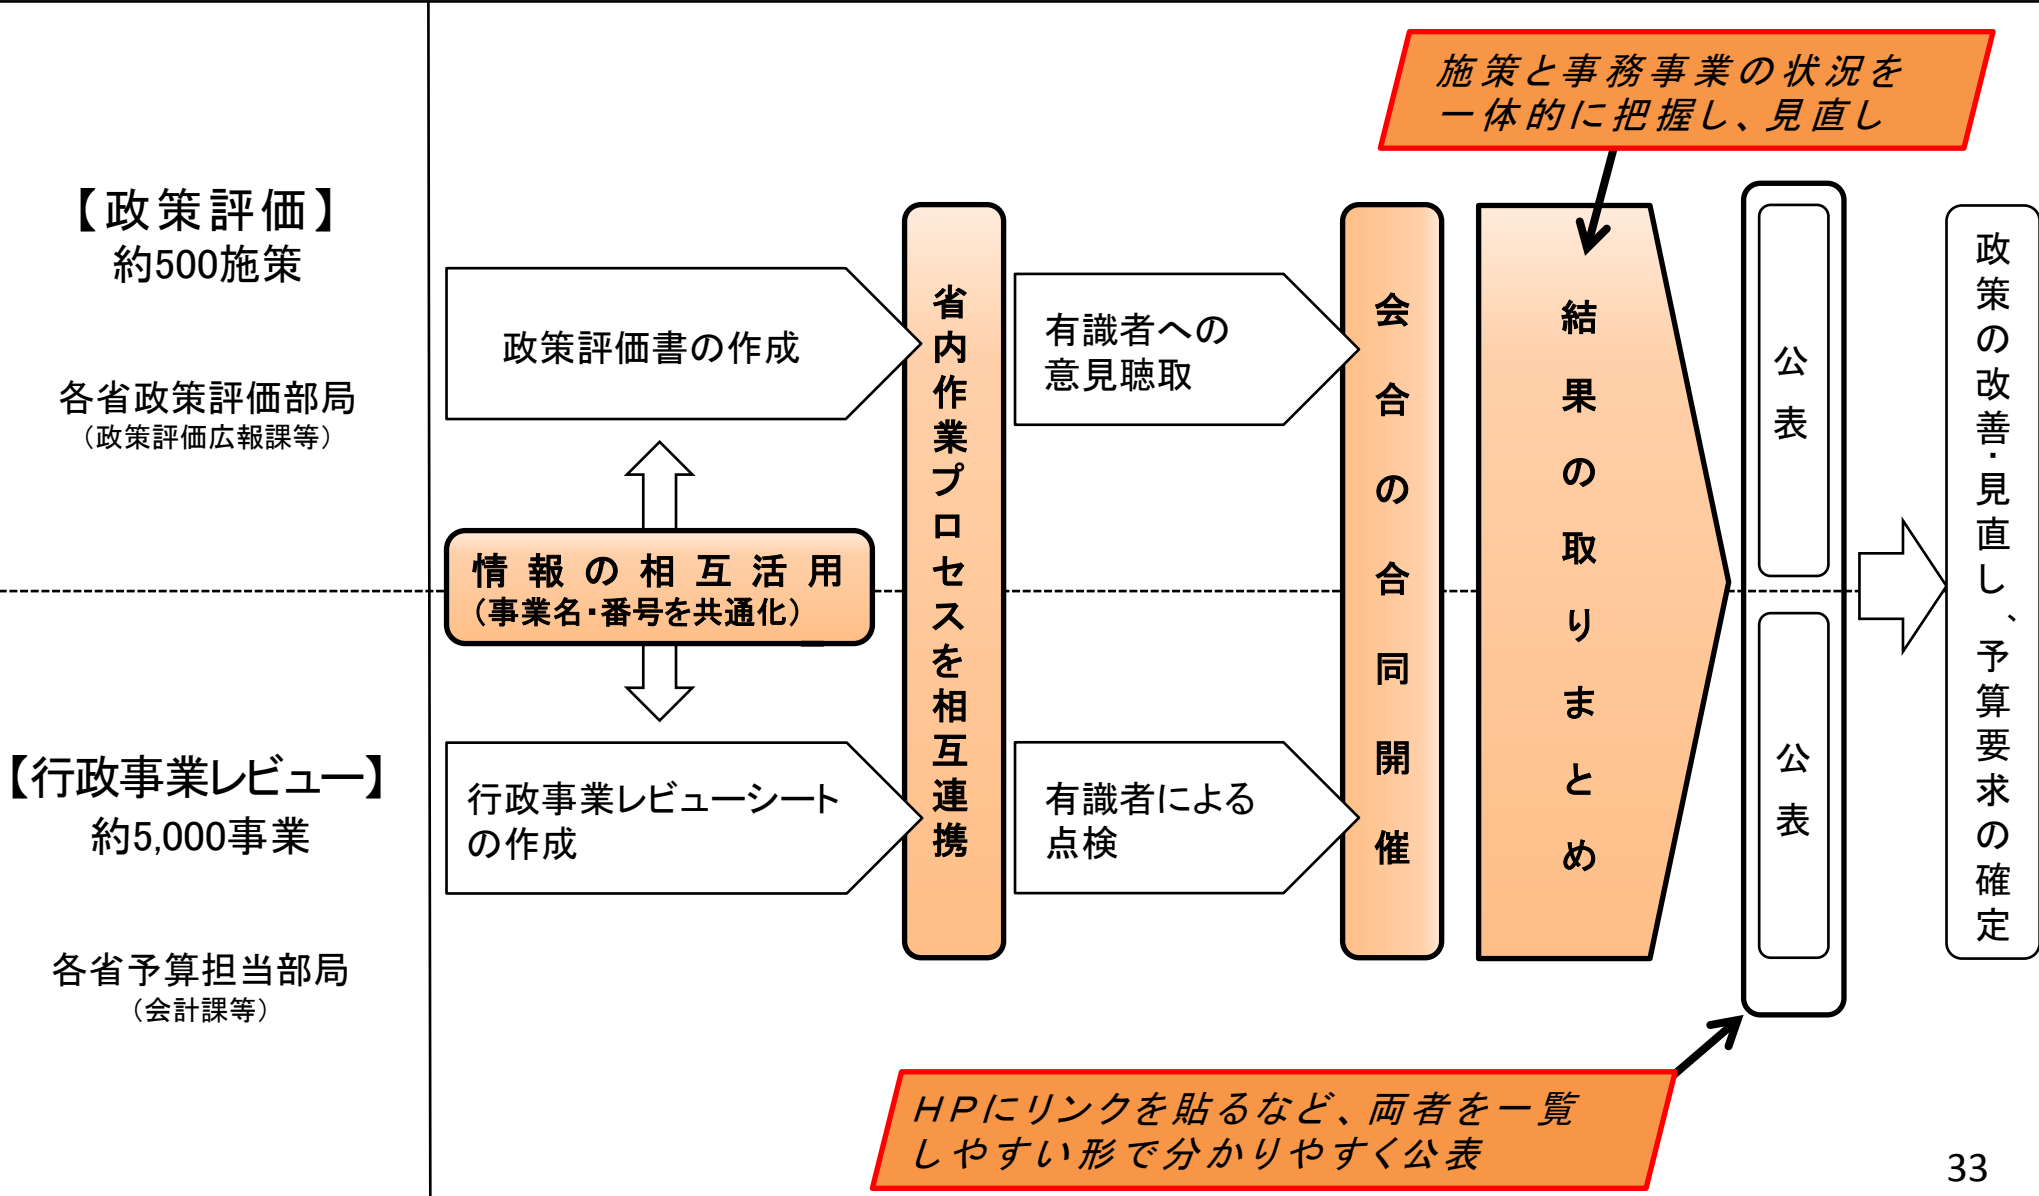 施策と事務事業の状況を
一体的に把握し、見直し
【政策評価】
約500施策
各省政策評価部局
（政策評価広報課等）
政策評価書の作成
情報の相互活用
（事業名・番号を共通化）
省内作業プロセスを相互連携
有識者への
意見聴取
会合の合同開催
結果の取りまとめ
公表
政策の改善・見直し、予算要求の確定
【行政事業レビュー】
約5,000事業
各省予算担当部局
（会計課等）
行政事業レビューシート
の作成
有識者による
点検
公表
ＨＰにリンクを貼るなど、両者を一覧
しやすい形で分かりやすく公表
33